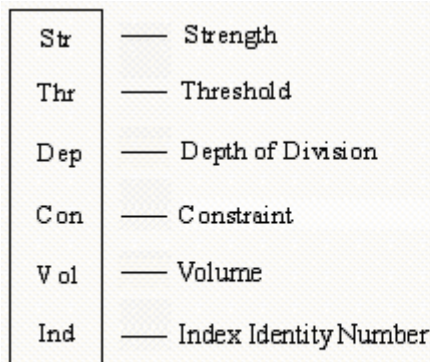 Str Strength
Thr Threshold
Dep Depth of Division
Con Constraint
Vol Volume
Ind Index Identity Number